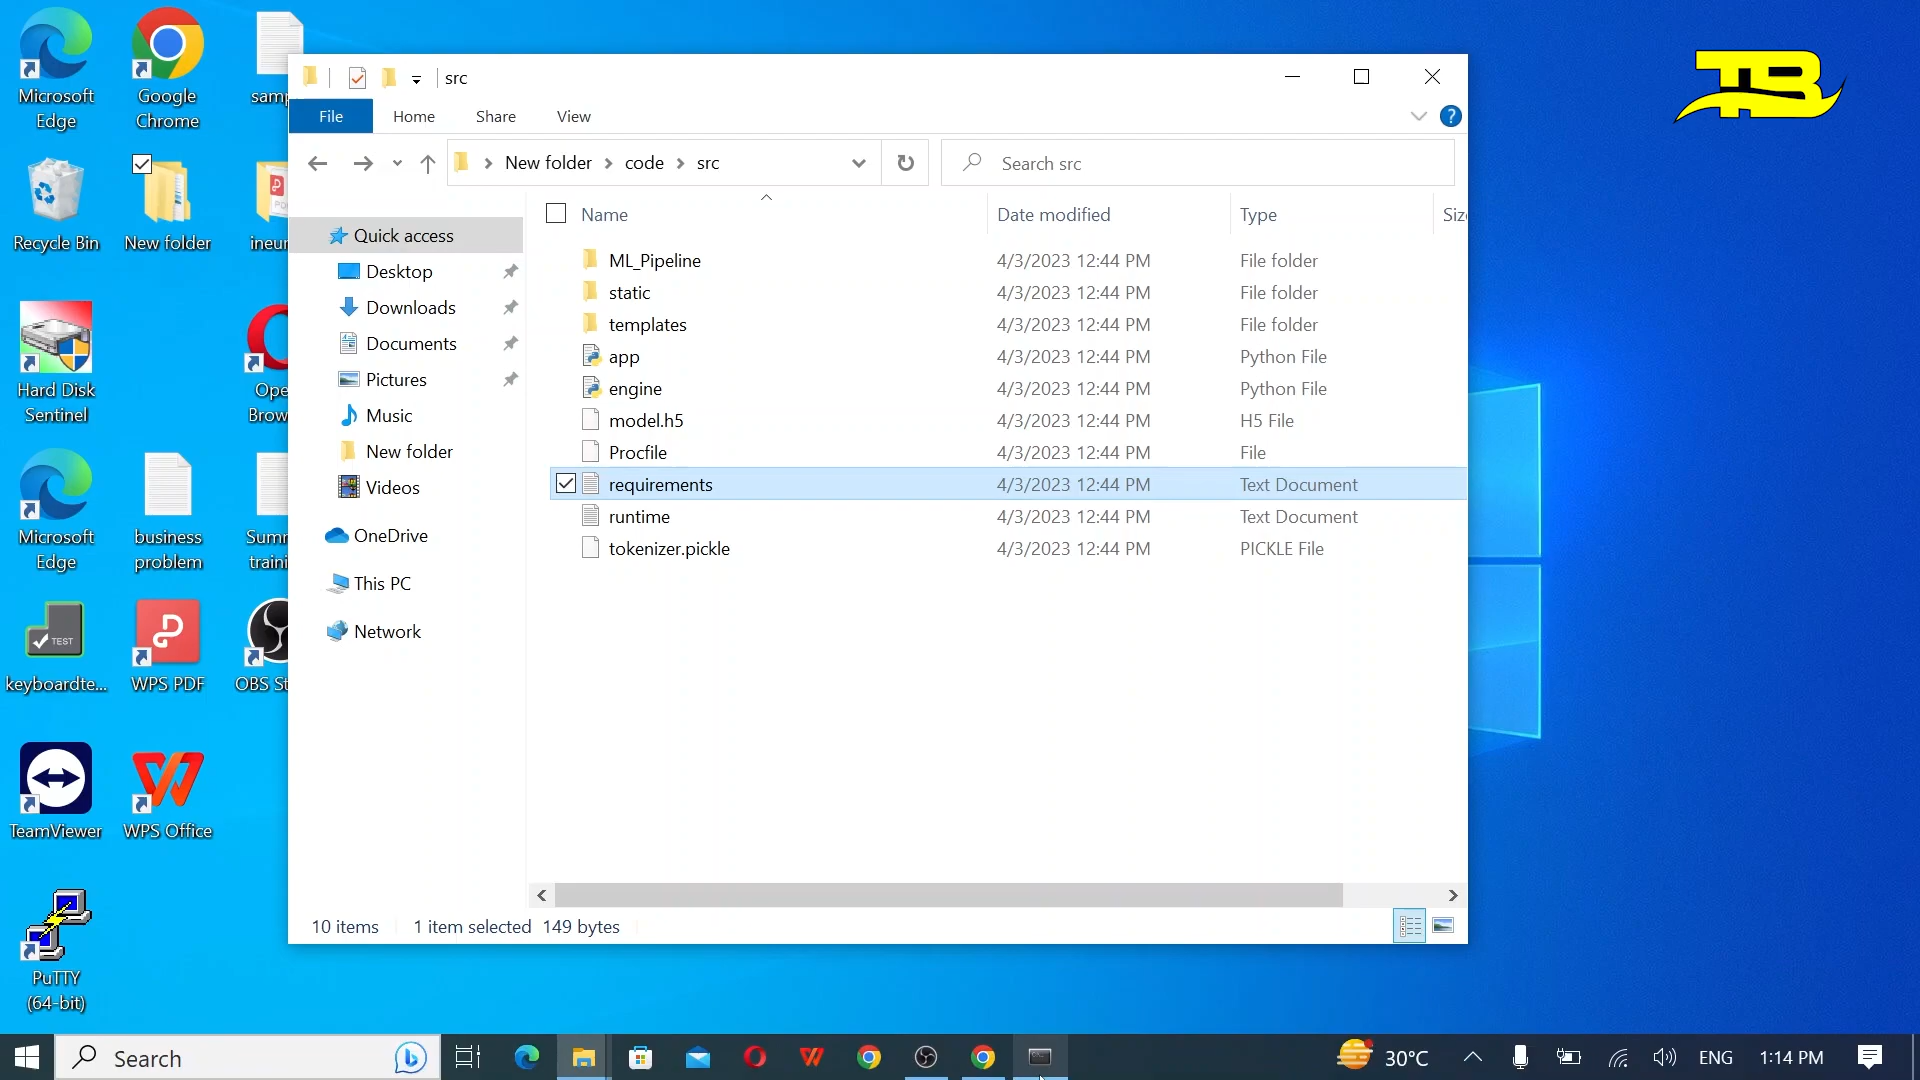 Microsoft
Edge
Google
Chrome
samp
Recycle Bin
New folder
ineur
Hard Disk
Sentinel
Ope
Brow
Microsoft
Edge
business
problem
Summ
traini
TEST
keyboardte...
WPS PDF
OBS St
TeamViewer
WPS Office
PuTTY
(64-bit)
src
File
Home
Share
View
?
New folder > code > src
Search src
Quick access
Desktop
Downloads
Documents
Pictures
Music
New folder
Videos
OneDrive
This PC
Network
Name Date modified Type Siz
ML_Pipeline 4/3/2023 12:44 PM File folder
static 4/3/2023 12:44 PM File folder
templates 4/3/2023 12:44 PM File folder
app 4/3/2023 12:44 PM Python File
engine 4/3/2023 12:44 PM Python File
model.h5 4/3/2023 12:44 PM H5 File
Procfile 4/3/2023 12:44 PM File
requirements 4/3/2023 12:44 PM Text Document
runtime 4/3/2023 12:44 PM Text Document
tokenizer.pickle 4/3/2023 12:44 PM PICKLE File
10 items 1 item selected 149 bytes
TB
Search
30°C
ENG
1:14 PM